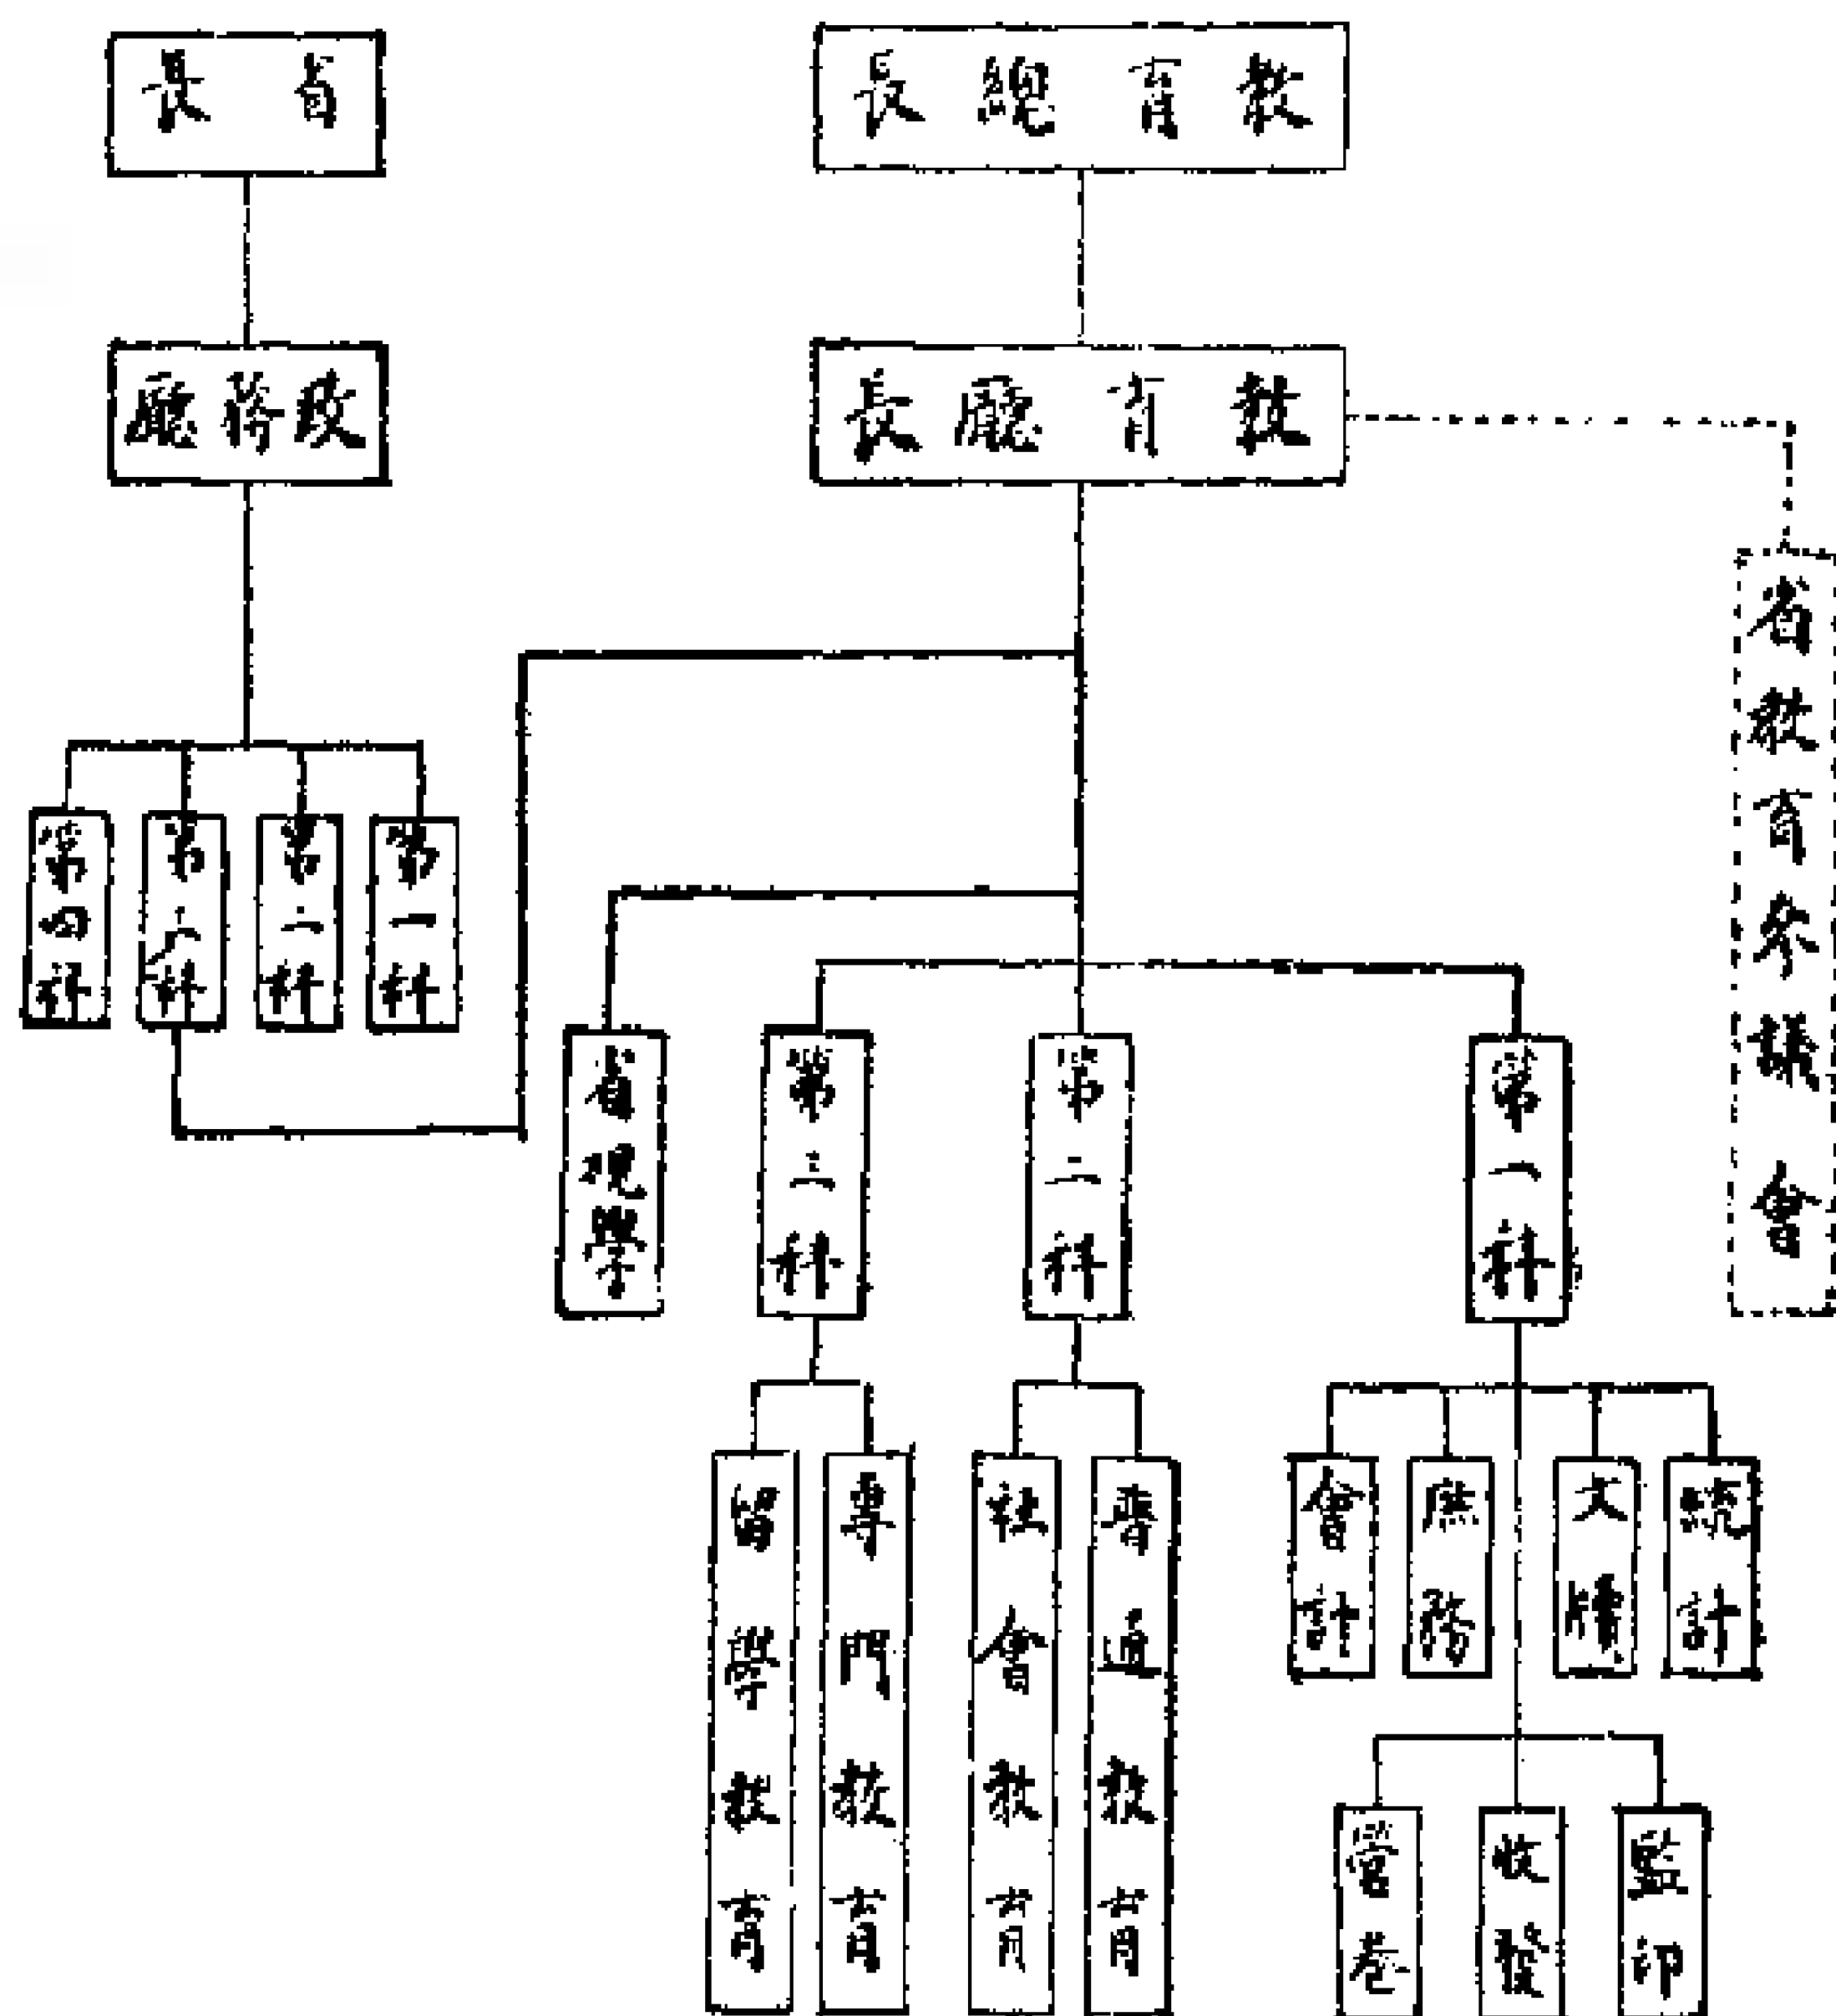 教育總長
省長
教育廳長
政務廳
省教育參議會
第一科
第二科
第三科
第四科
第一科
第二科
第三科
省視學
統計
文牘
庶務
會計
監印
收發
管卷
普通教育
社會教育
專門教育
留學教育